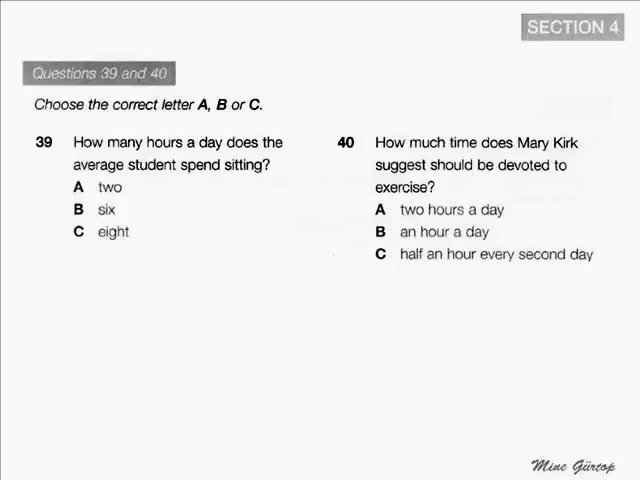 SECTION 4
Questions 39 and 40
Choose the correct letter A, B or C.
39 How many hours a day does the
average student spend sitting?
A two
B six
C eight
40 How much time does Mary Kirk
suggest should be devoted to
exercise?
A two hours a day
B an hour a day
C half an hour every second day
Mine Gürtop